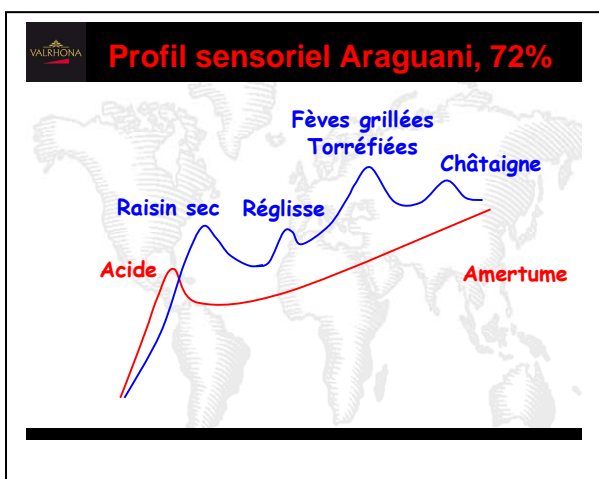 VALRHONA
Profil sensoriel Araguani, 72%
Fèves grillées
Torréfiées
Châtaigne
Raisin sec
Réglisse
Acide
Amertume